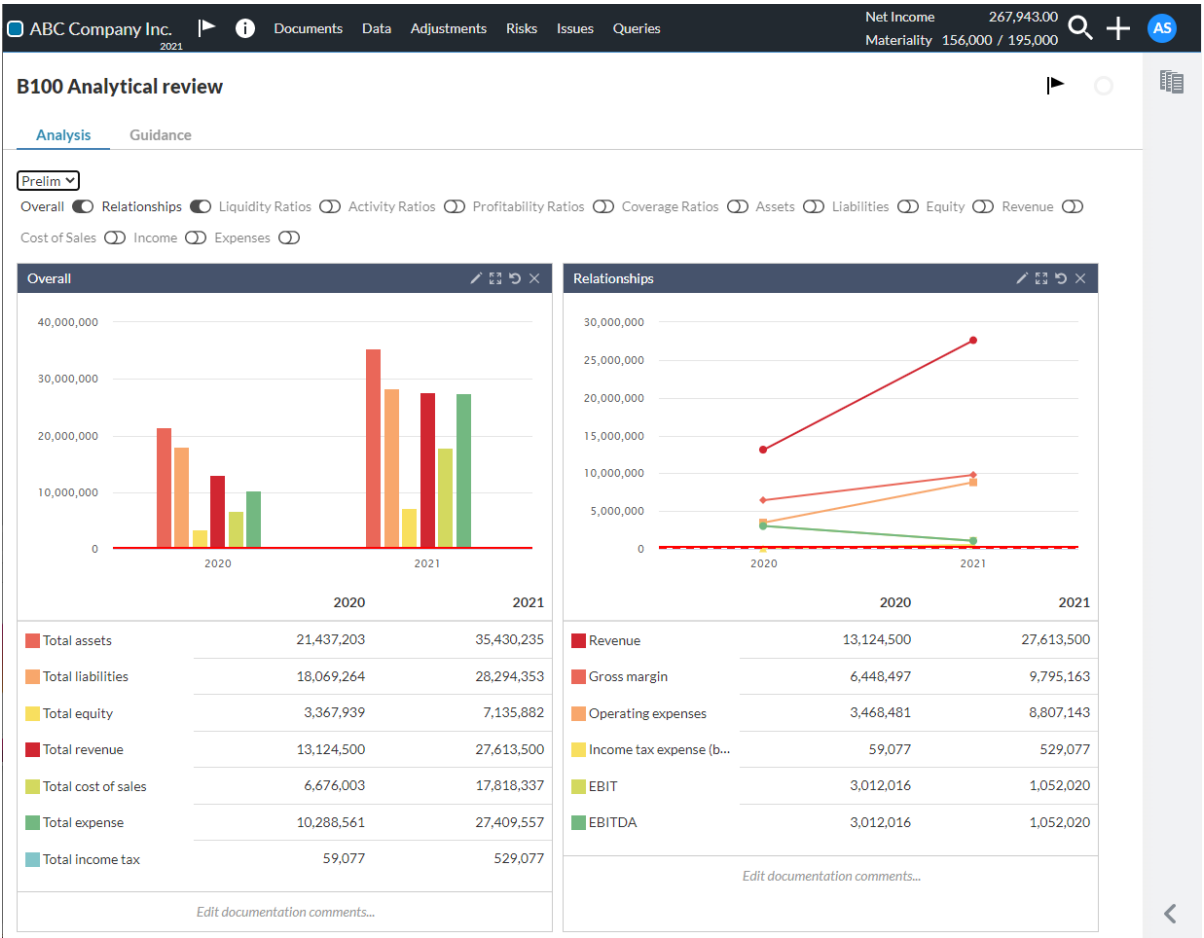 ABC Company Inc. Documents Data Adjustments Risks Issues Queries Net Income 267,943.00 AS
2021 Materiality 156,000 / 195,000
B100 Analytical review
Analysis Guidance
Prelim
Overall Relationships Liquidity Ratios Activity Ratios Profitability Ratios Coverage Ratios Assets Liabilities Equity Revenue
Cost of Sales Income Expenses
Overall
40,000,000
30,000,000
20,000,000
10,000,000
0
2020 2021
2020 2021
Total assets 21,437,203 35,430,235
Total liabilities 18,069,264 28,294,353
Total equity 3,367,939 7,135,882
Total revenue 13,124,500 27,613,500
Total cost of sales 6,676,003 17,818,337
Total expense 10,288,561 27,409,557
Total income tax 59,077 529,077
Edit documentation comments...
Relationships
30,000,000
25,000,000
20,000,000
15,000,000
10,000,000
5,000,000
0
2020 2021
2020 2021
Revenue 13,124,500 27,613,500
Gross margin 6,448,497 9,795,163
Operating expenses 3,468,481 8,807,143
Income tax expense (b... 59,077 529,077
EBIT 3,012,016 1,052,020
EBITDA 3,012,016 1,052,020
Edit documentation comments...